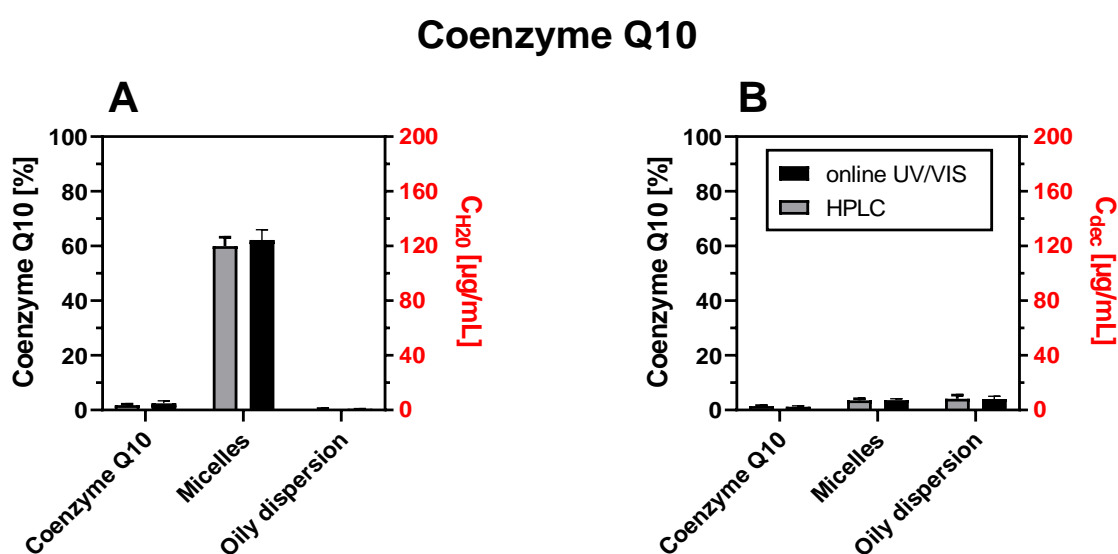 Coenzyme Q10
A
Coenzyme Q10 [%]
100
80
60
40
20
0
200
160
120
80
40
0
C_H20 [µg/mL]
Coenzyme Q10
Micelles
Oily dispersion
B
Coenzyme Q10 [%]
100
80
60
40
20
0
online UV/VIS
HPLC
200
160
120
80
40
0
C_dec [µg/mL]
Coenzyme Q10
Micelles
Oily dispersion